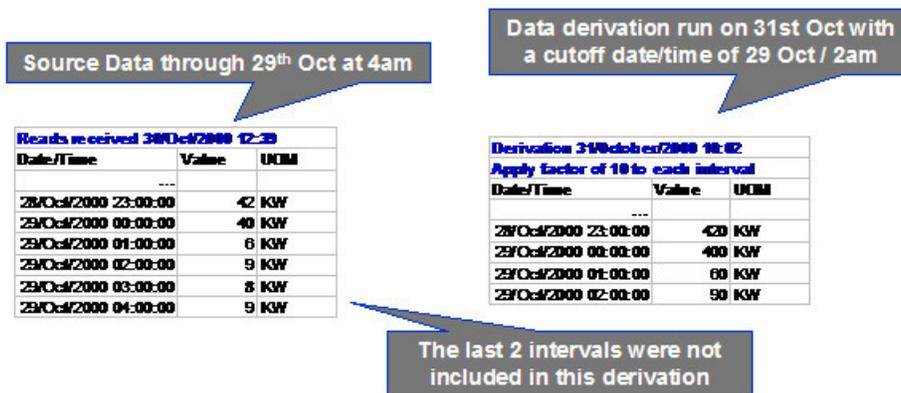 Source Data through 29th Oct at 4am
Data derivation run on 31st Oct with
a cutoff date/time of 29 Oct / 2am
Reads received 30/Oct/2000 12:39
Date/Time Value UOM
---
28/Oct/2000 23:00:00 42 KW
29/Oct/2000 00:00:00 40 KW
29/Oct/2000 01:00:00 6 KW
29/Oct/2000 02:00:00 9 KW
29/Oct/2000 03:00:00 8 KW
29/Oct/2000 04:00:00 9 KW
Derivation 31/October/2000 10:02
Apply factor of 10 to each interval
Date/Time Value UOM
---
28/Oct/2000 23:00:00 420 KW
29/Oct/2000 00:00:00 400 KW
29/Oct/2000 01:00:00 60 KW
29/Oct/2000 02:00:00 90 KW
The last 2 intervals were not
included in this derivation